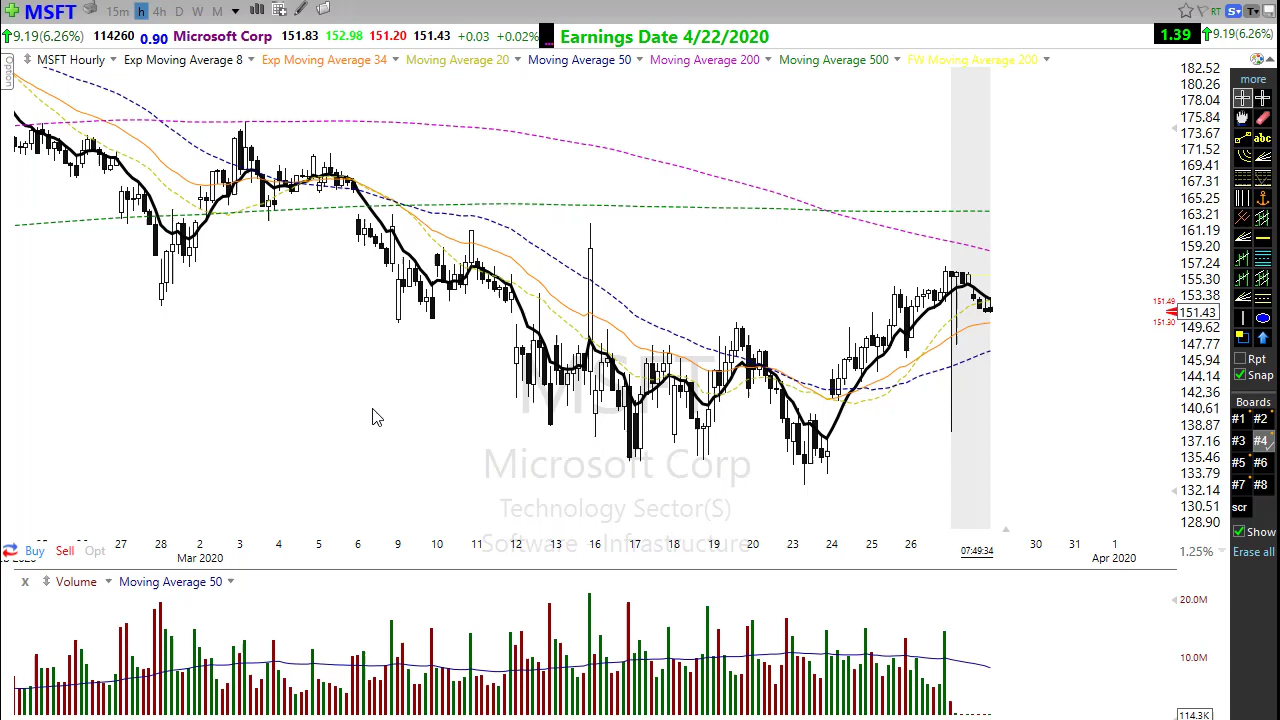 MSFT 15m h 4h D W M RT S T
9.19(6.26%) 114260 0.90 Microsoft Corp 151.83 152.98 151.20 151.43 +0.03 +0.02% Earnings Date 4/22/2020 1.39 9.19(6.26%)
Option
MSFT Hourly Exp Moving Average 8 Exp Moving Average 34 Moving Average 20 Moving Average 50 Moving Average 200 Moving Average 500 FW Moving Average 200
182.52
180.26
178.04
175.84
173.67
171.52
169.41
167.31
165.25
163.21
161.19
159.20
157.24
155.30
153.38
151.49
151.43
151.30
149.62
147.77
145.94
144.14
142.36
140.61
138.87
137.16
135.46
133.79
132.14
130.51
128.90
MSFT
Microsoft Corp
Technology Sector(S)
Software - Infrastructure
27 28 2 3 4 5 6 9 10 11 12 13 16 17 18 19 20 23 24 25 26 07:49:34 30 31 1
Mar 2020 Apr 2020
Buy Sell Opt
1.25%
X Volume Moving Average 50
20.0M
10.0M
114.3K
more
abc
Rpt
Snap
Boards
#1 #2
#3 #4
#5 #6
#7 #8
scr
Show
Erase all